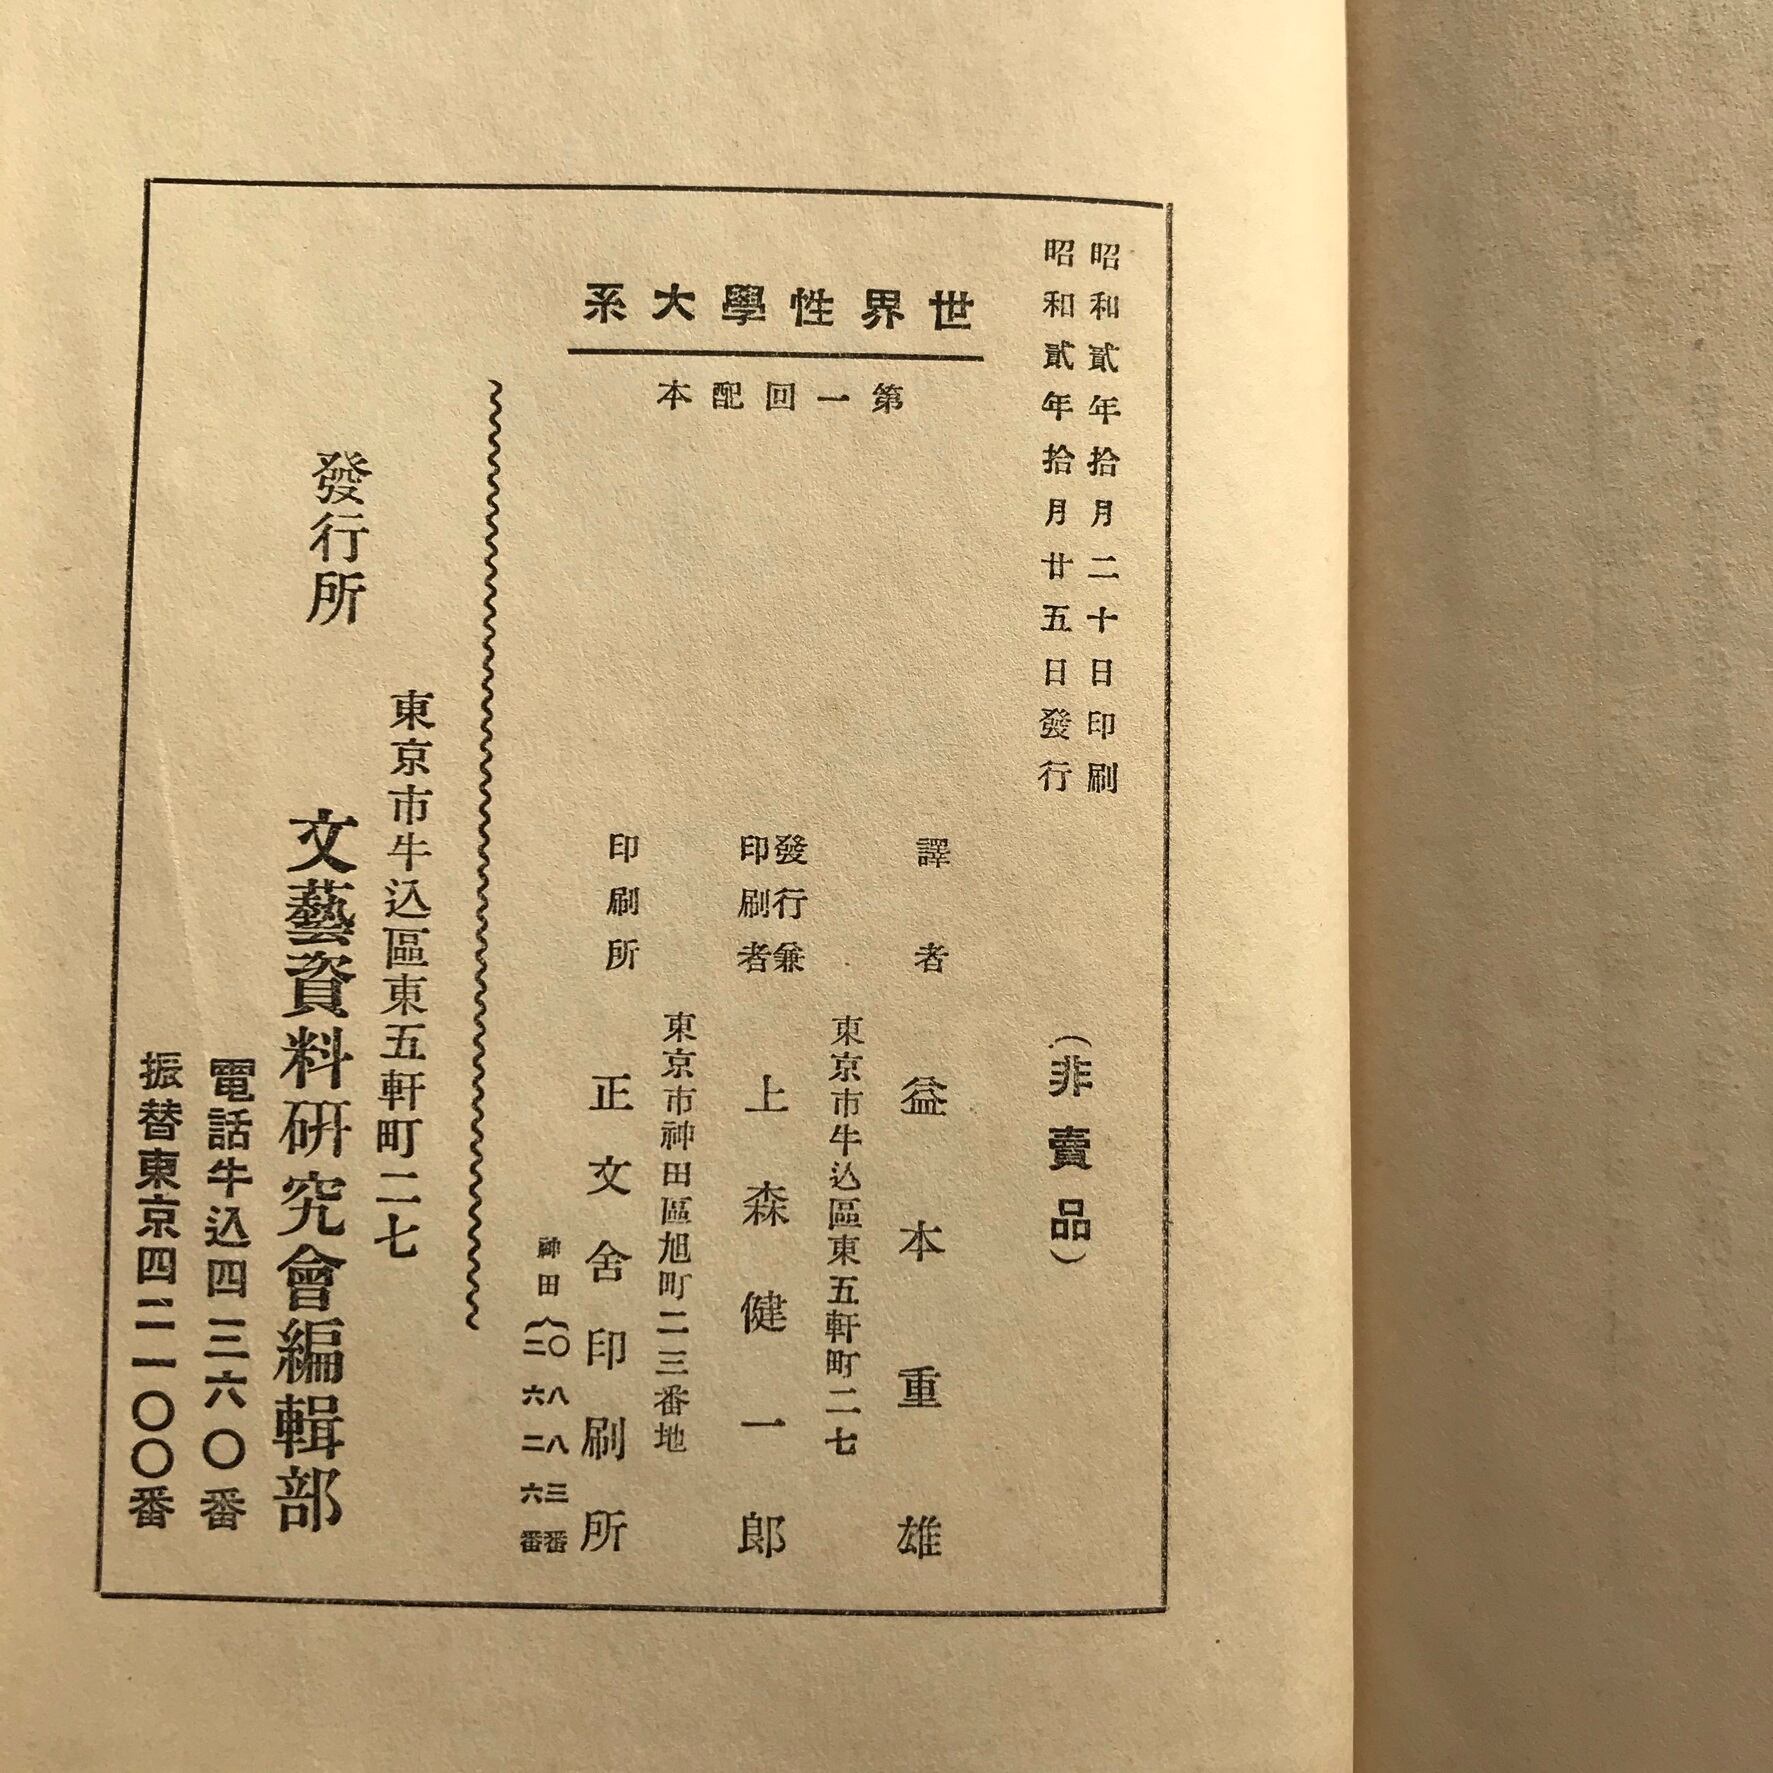 昭和貳年拾月二十日印刷
昭和貳年拾月廿五日發行
(非賣品)
世界性學大系
第一回配本
譯者
益本重雄
東京市牛込區東五軒町二七
發行兼
印刷者
上森健一郎
東京市神田區旭町二三番地
印刷所
正文舍印刷所
神田
〇八八三番
二六二六番
東京市牛込區東五軒町二七
發行所
文藝資料硏究會編輯部
電話牛込四三六〇番
振替東京四二一〇〇番